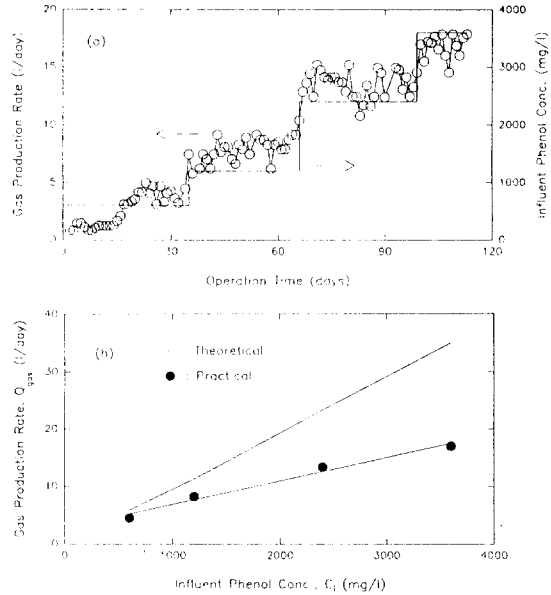 (a)
Gas Production Rate (l/day)
20
15
10
5
0
Influent Phenol Conc. (mg/l)
4000
3000
2000
1000
0
0 30 60 90 120
Operation Time (days)
(b)
Theoretical
: Practical
Gas Production Rate, Q gas (l/day)
40
30
20
10
0
0 1000 2000 3000 4000
Influent Phenol Conc., Ci (mg/l)